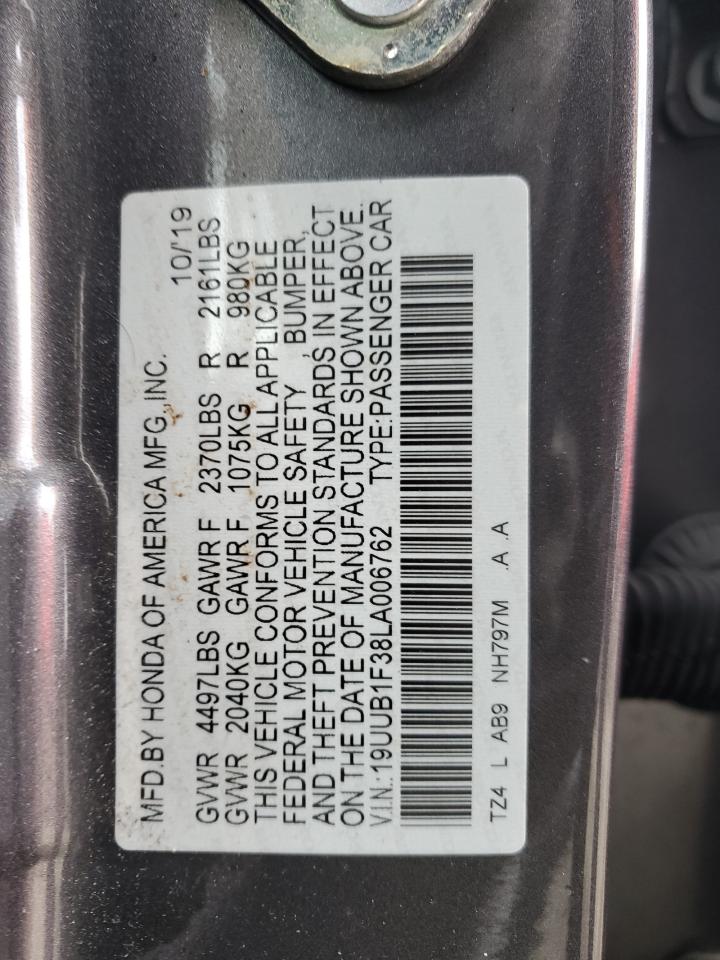 MFD.BY HONDA OF AMERICA MFG.,INC. 10/'19
GVWR 4497LBS GAWR F 2370LBS R 2161LBS
GVWR 2040KG GAWR F 1075KG R 980KG
THIS VEHICLE CONFORMS TO ALL APPLICABLE
FEDERAL MOTOR VEHICLE SAFETY, BUMPER,
AND THEFT PREVENTION STANDARDS IN EFFECT
ON THE DATE OF MANUFACTURE SHOWN ABOVE.
V.I.N.:19UUB1F38LA006762 TYPE:PASSENGER CAR
TZ4 L AB9 NH797M .A .A